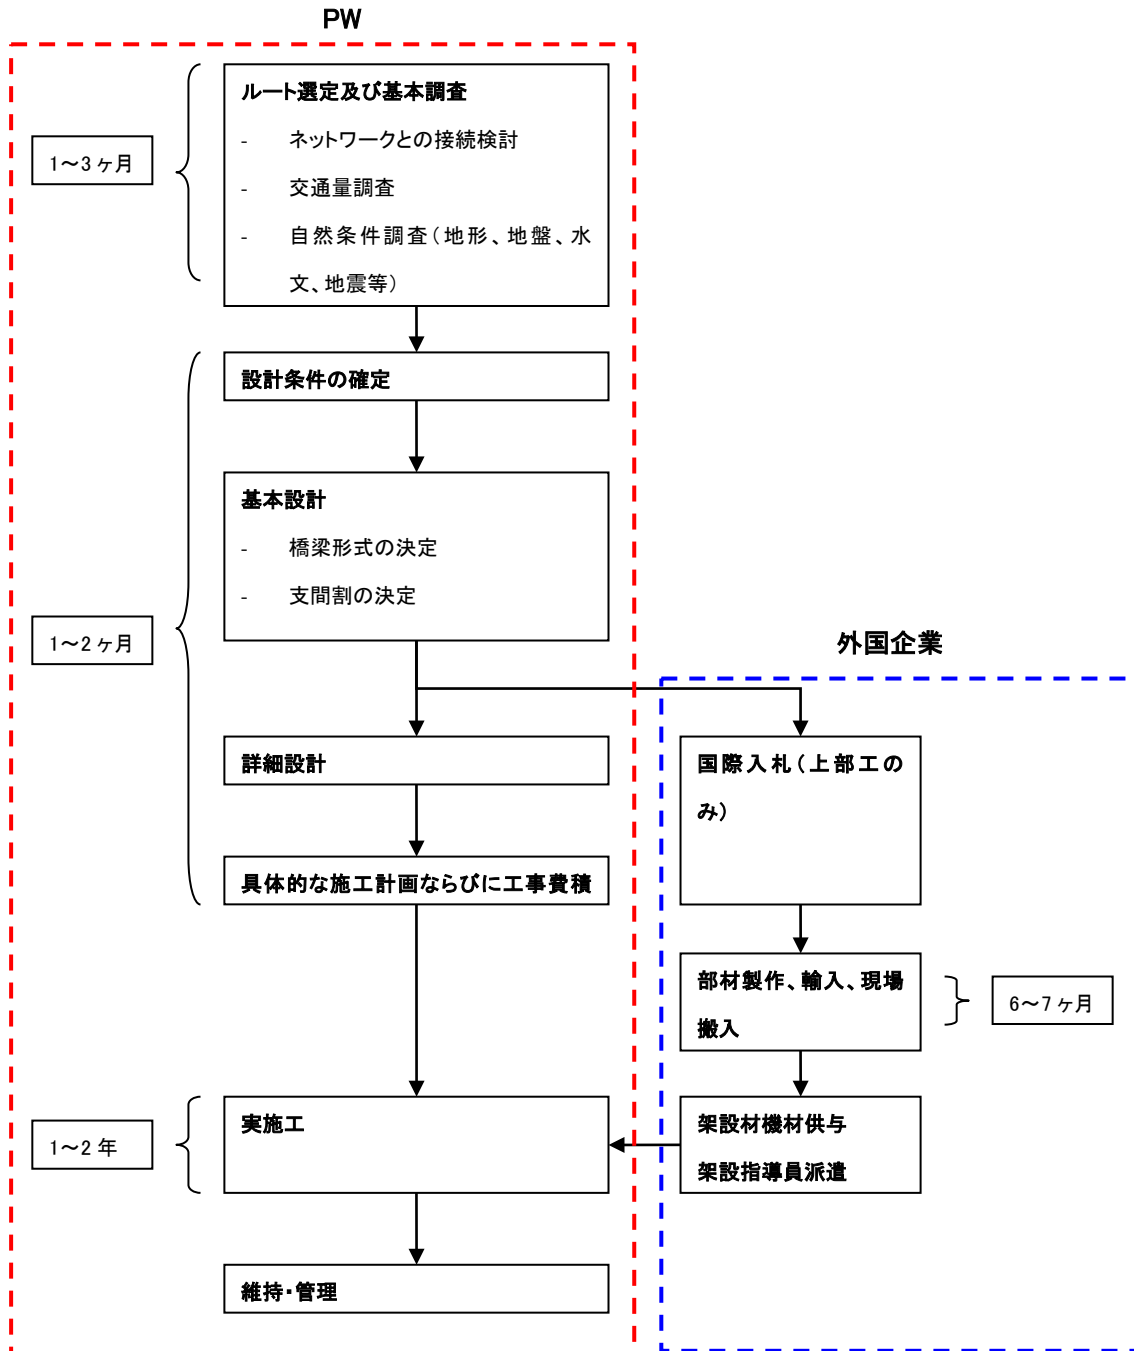 PW
ルート選定及び基本調査
- ネットワークとの接続検討
- 交通量調査
- 自然条件調査（地形、地盤、水
文、地震等）
1～3ヶ月
設計条件の確定
基本設計
- 橋梁形式の決定
- 支間割の決定
1～2ヶ月
詳細設計
具体的な施工計画ならびに工事費積
実施工
1～2年
維持・管理
外国企業
国際入札（上部工の
み）
部材製作、輸入、現場
搬入
6～7ヶ月
架設材機材供与
架設指導員派遣